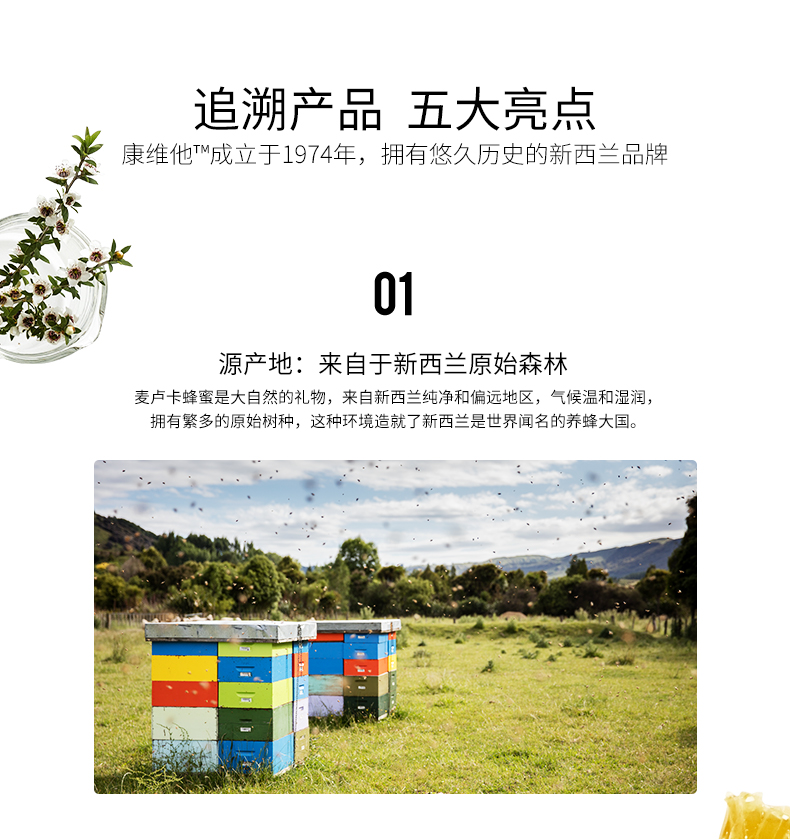 追溯产品 五大亮点
康维他™成立于1974年，拥有悠久历史的新西兰品牌
01
源产地：来自于新西兰原始森林
麦卢卡蜂蜜是大自然的礼物，来自新西兰纯净和偏远地区，气候温和湿润，
拥有繁多的原始树种，这种环境造就了新西兰是世界闻名的养蜂大国。